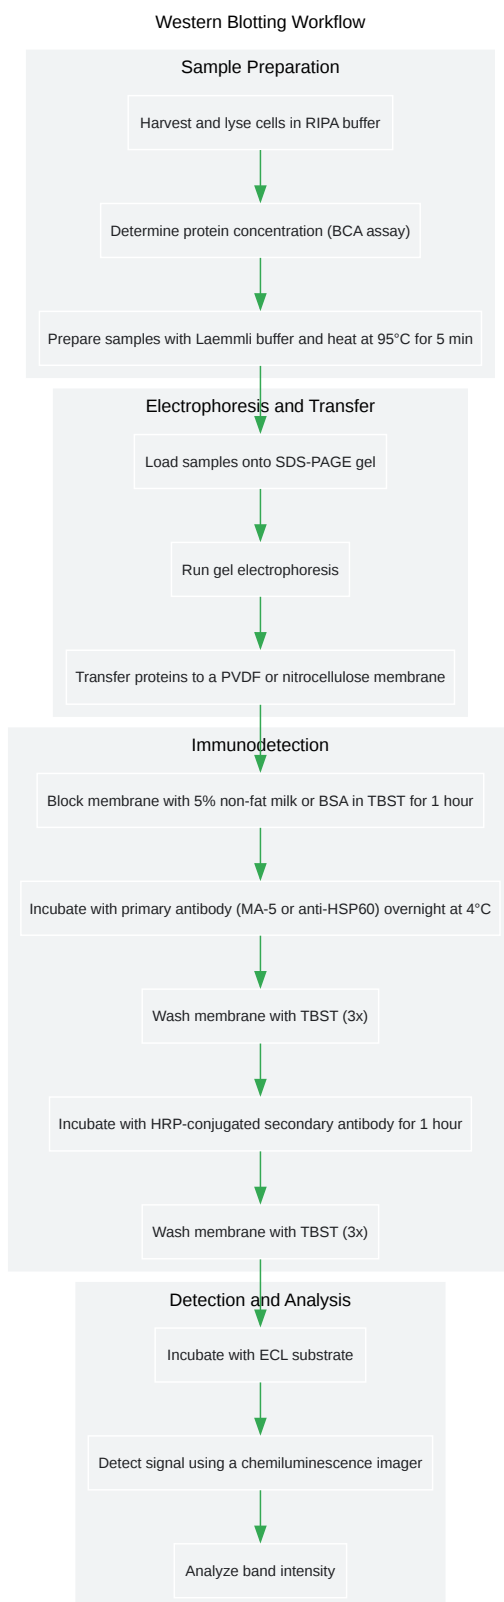 Western Blotting Workflow
Sample Preparation
Harvest and lyse cells in RIPA buffer
Determine protein concentration (BCA assay)
Prepare samples with Laemmli buffer and heat at 95°C for 5 min
Electrophoresis and Transfer
Load samples onto SDS-PAGE gel
Run gel electrophoresis
Transfer proteins to a PVDF or nitrocellulose membrane
Immunodetection
Block membrane with 5% non-fat milk or BSA in TBST for 1 hour
Incubate with primary antibody (MA-5 or anti-HSP60) overnight at 4°C
Wash membrane with TBST (3x)
Incubate with HRP-conjugated secondary antibody for 1 hour
Wash membrane with TBST (3x)
Detection and Analysis
Incubate with ECL substrate
Detect signal using a chemiluminescence imager
Analyze band intensity